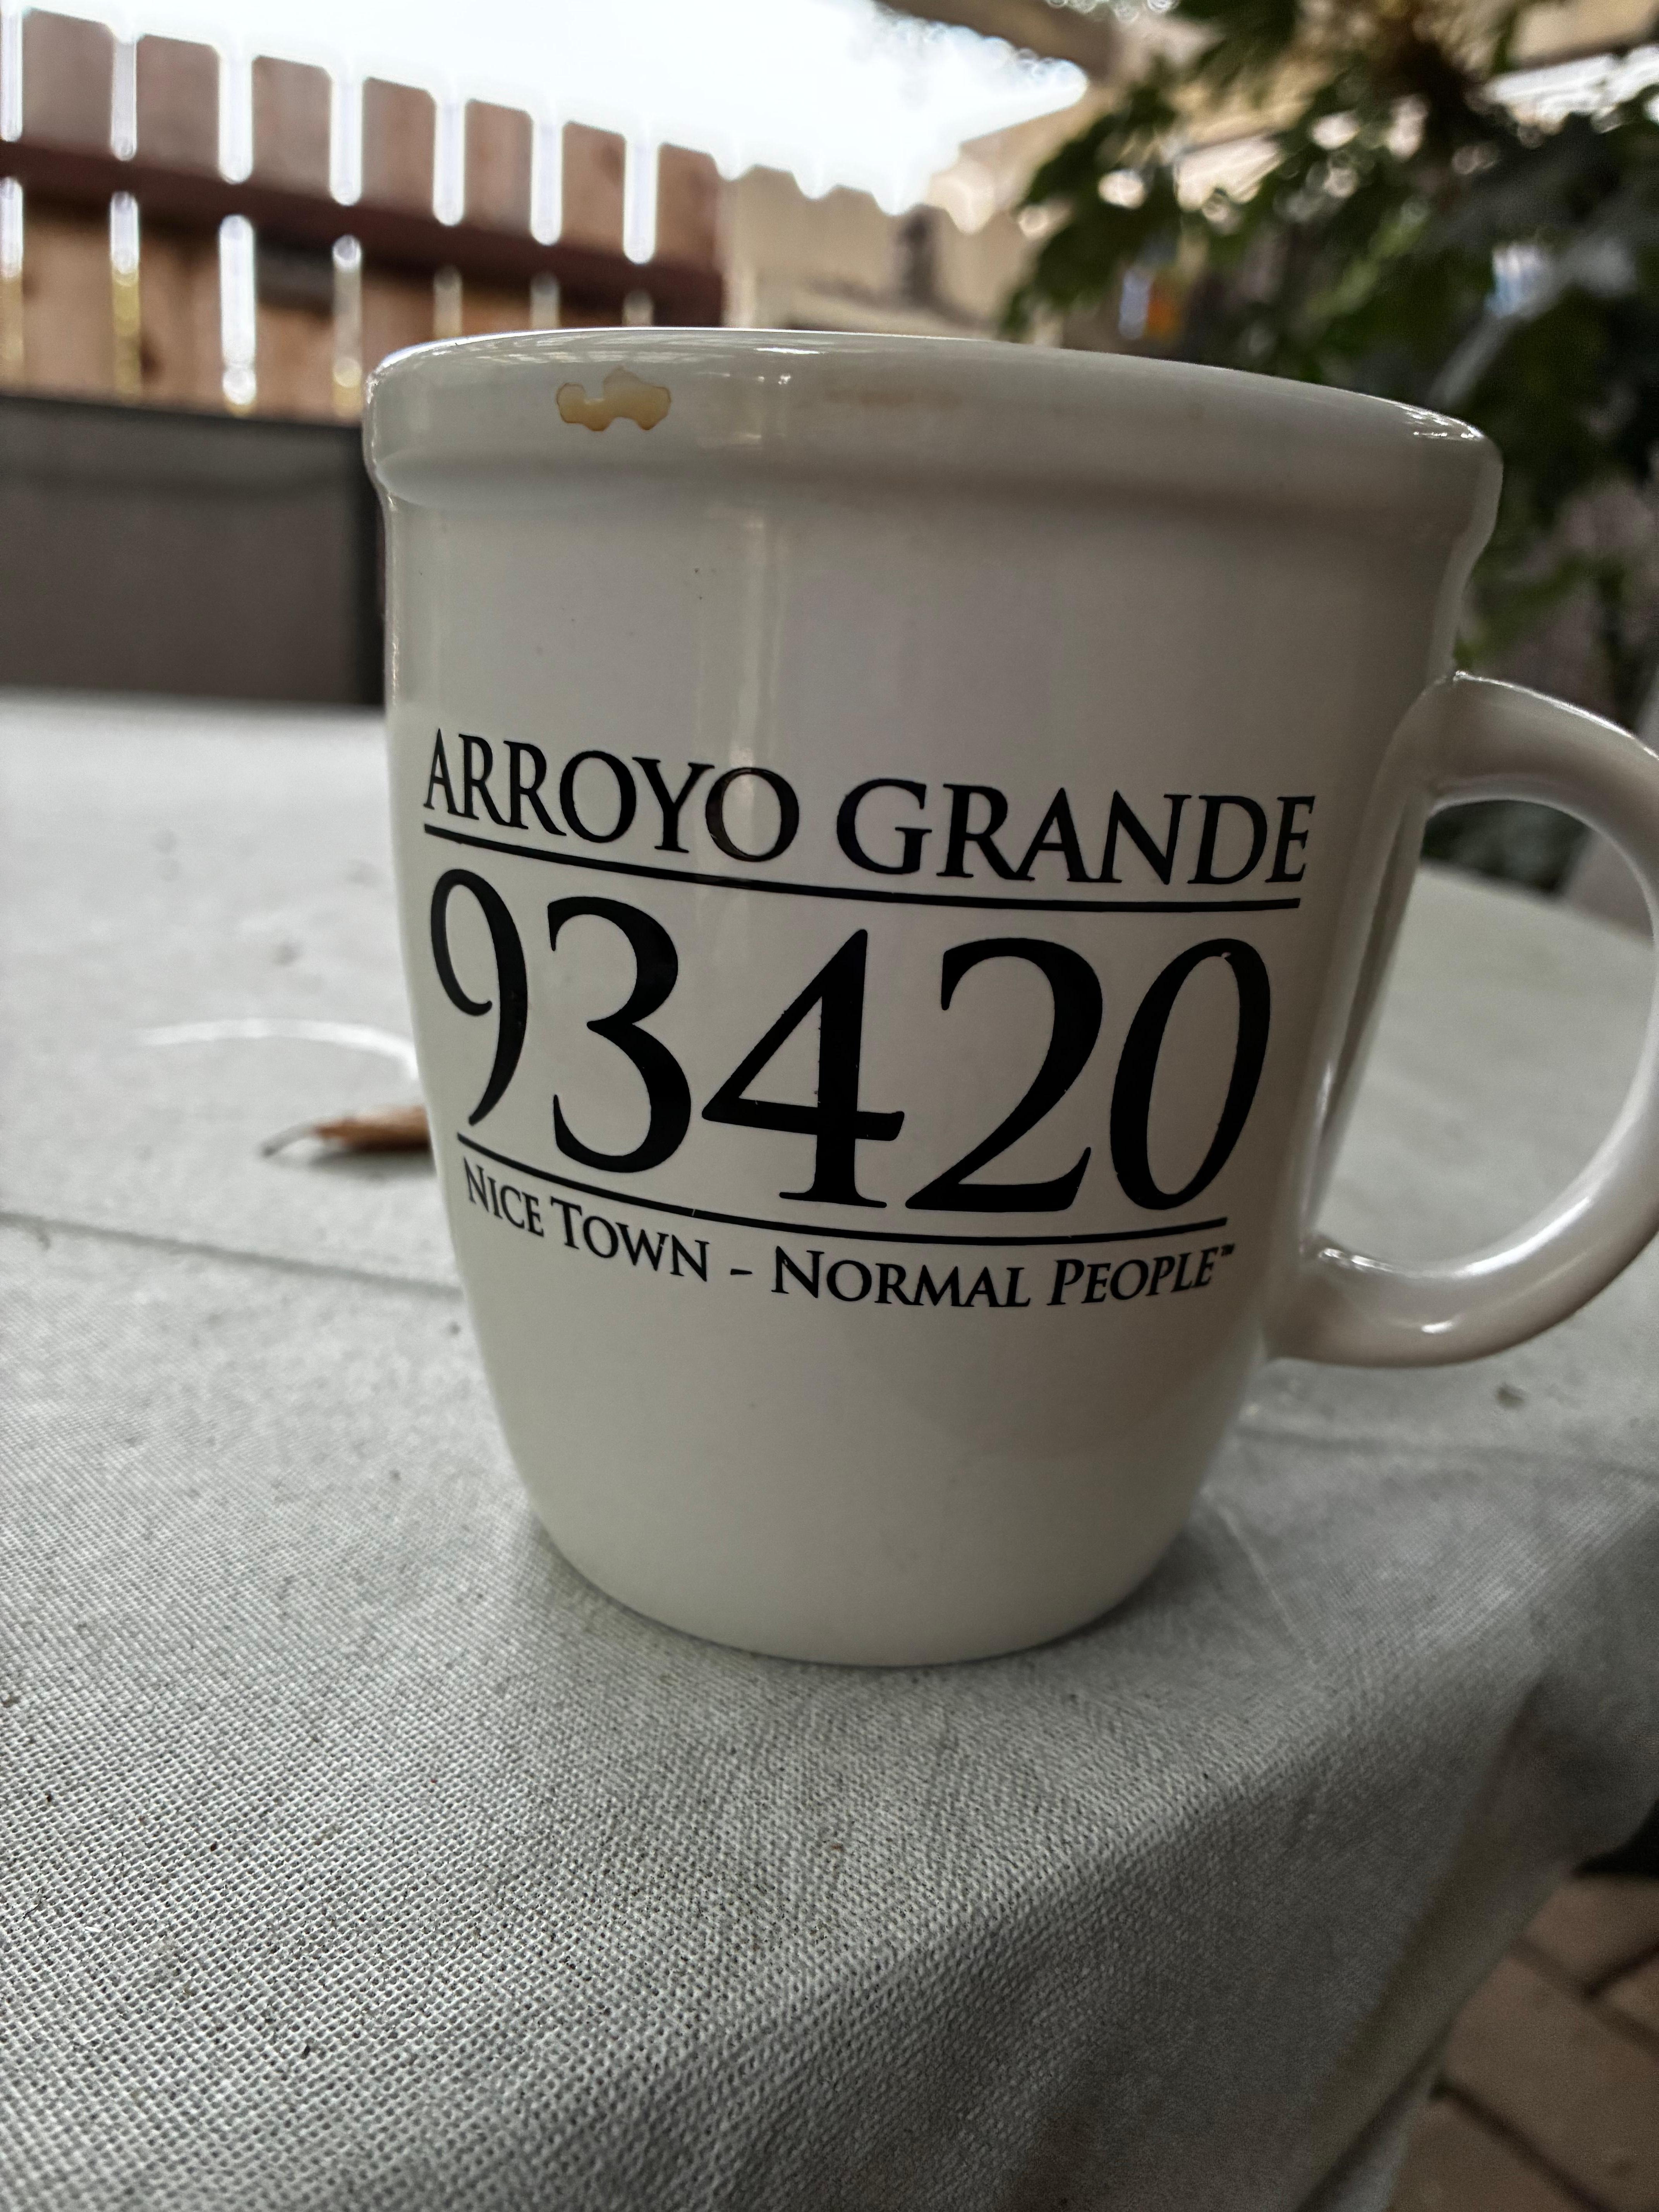 ARROYO GRANDE
93420
NICE TOWN - NORMAL PEOPLE™